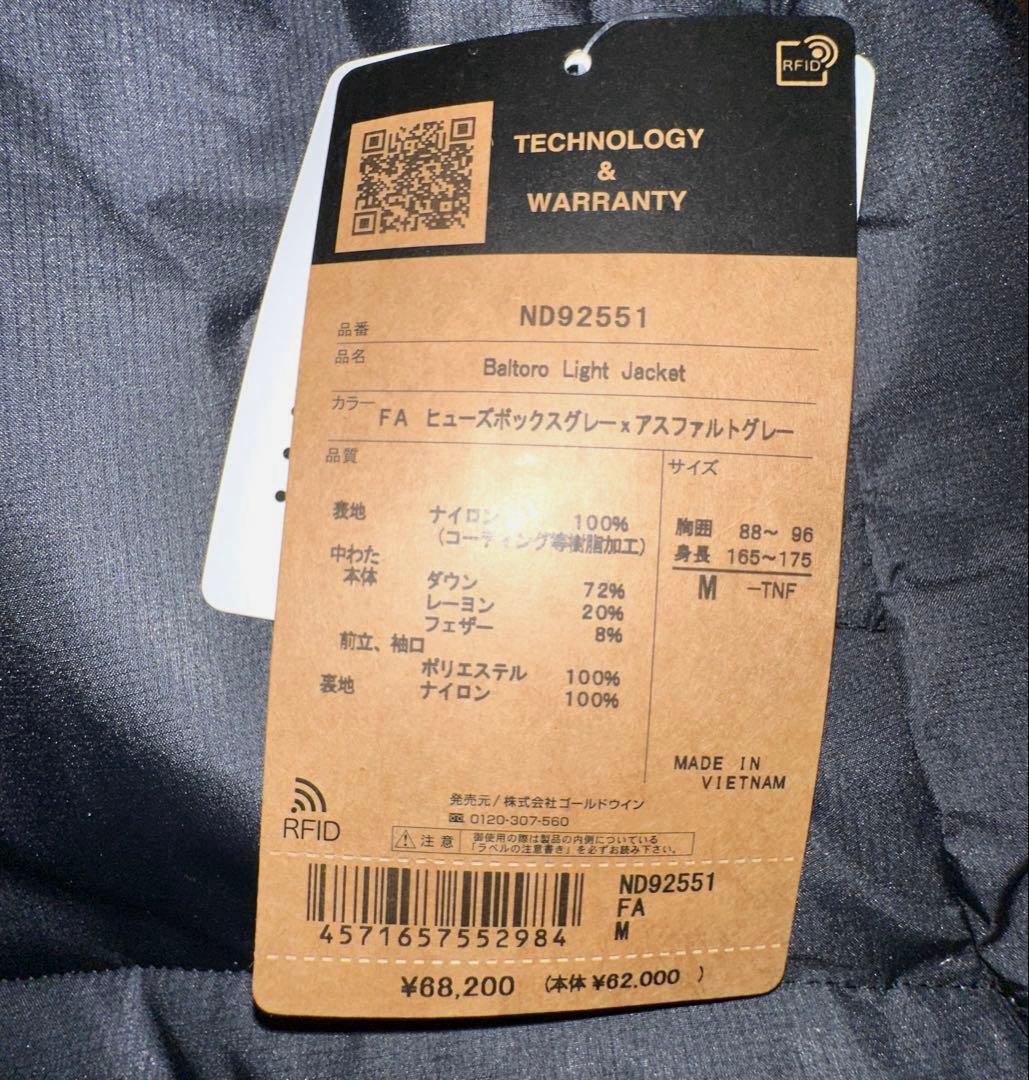 RFID
TECHNOLOGY
&
WARRANTY
品番 ND92551
品名 Baltoro Light Jacket
カラー FA ヒューズボックスグレーxアスファルトグレー
品質
サイズ
表地 ナイロン 100%
(コーティング等樹脂加工)
中わた
本体 ダウン 72%
レーヨン 20%
フェザー 8%
前立、袖口
ポリエステル 100%
裏地 ナイロン 100%
胸囲 88~ 96
身長 165~175
M -TNF
MADE IN
VIETNAM
RFID
発売元/株式会社ゴールドウイン
0120-307-560
注意 御使用の際は製品の内側についている
「ラベルの注意書き」を必ずお読み下さい。
4571657552984
ND92551
FA
M
¥68,200 (本体 ¥62,000 )